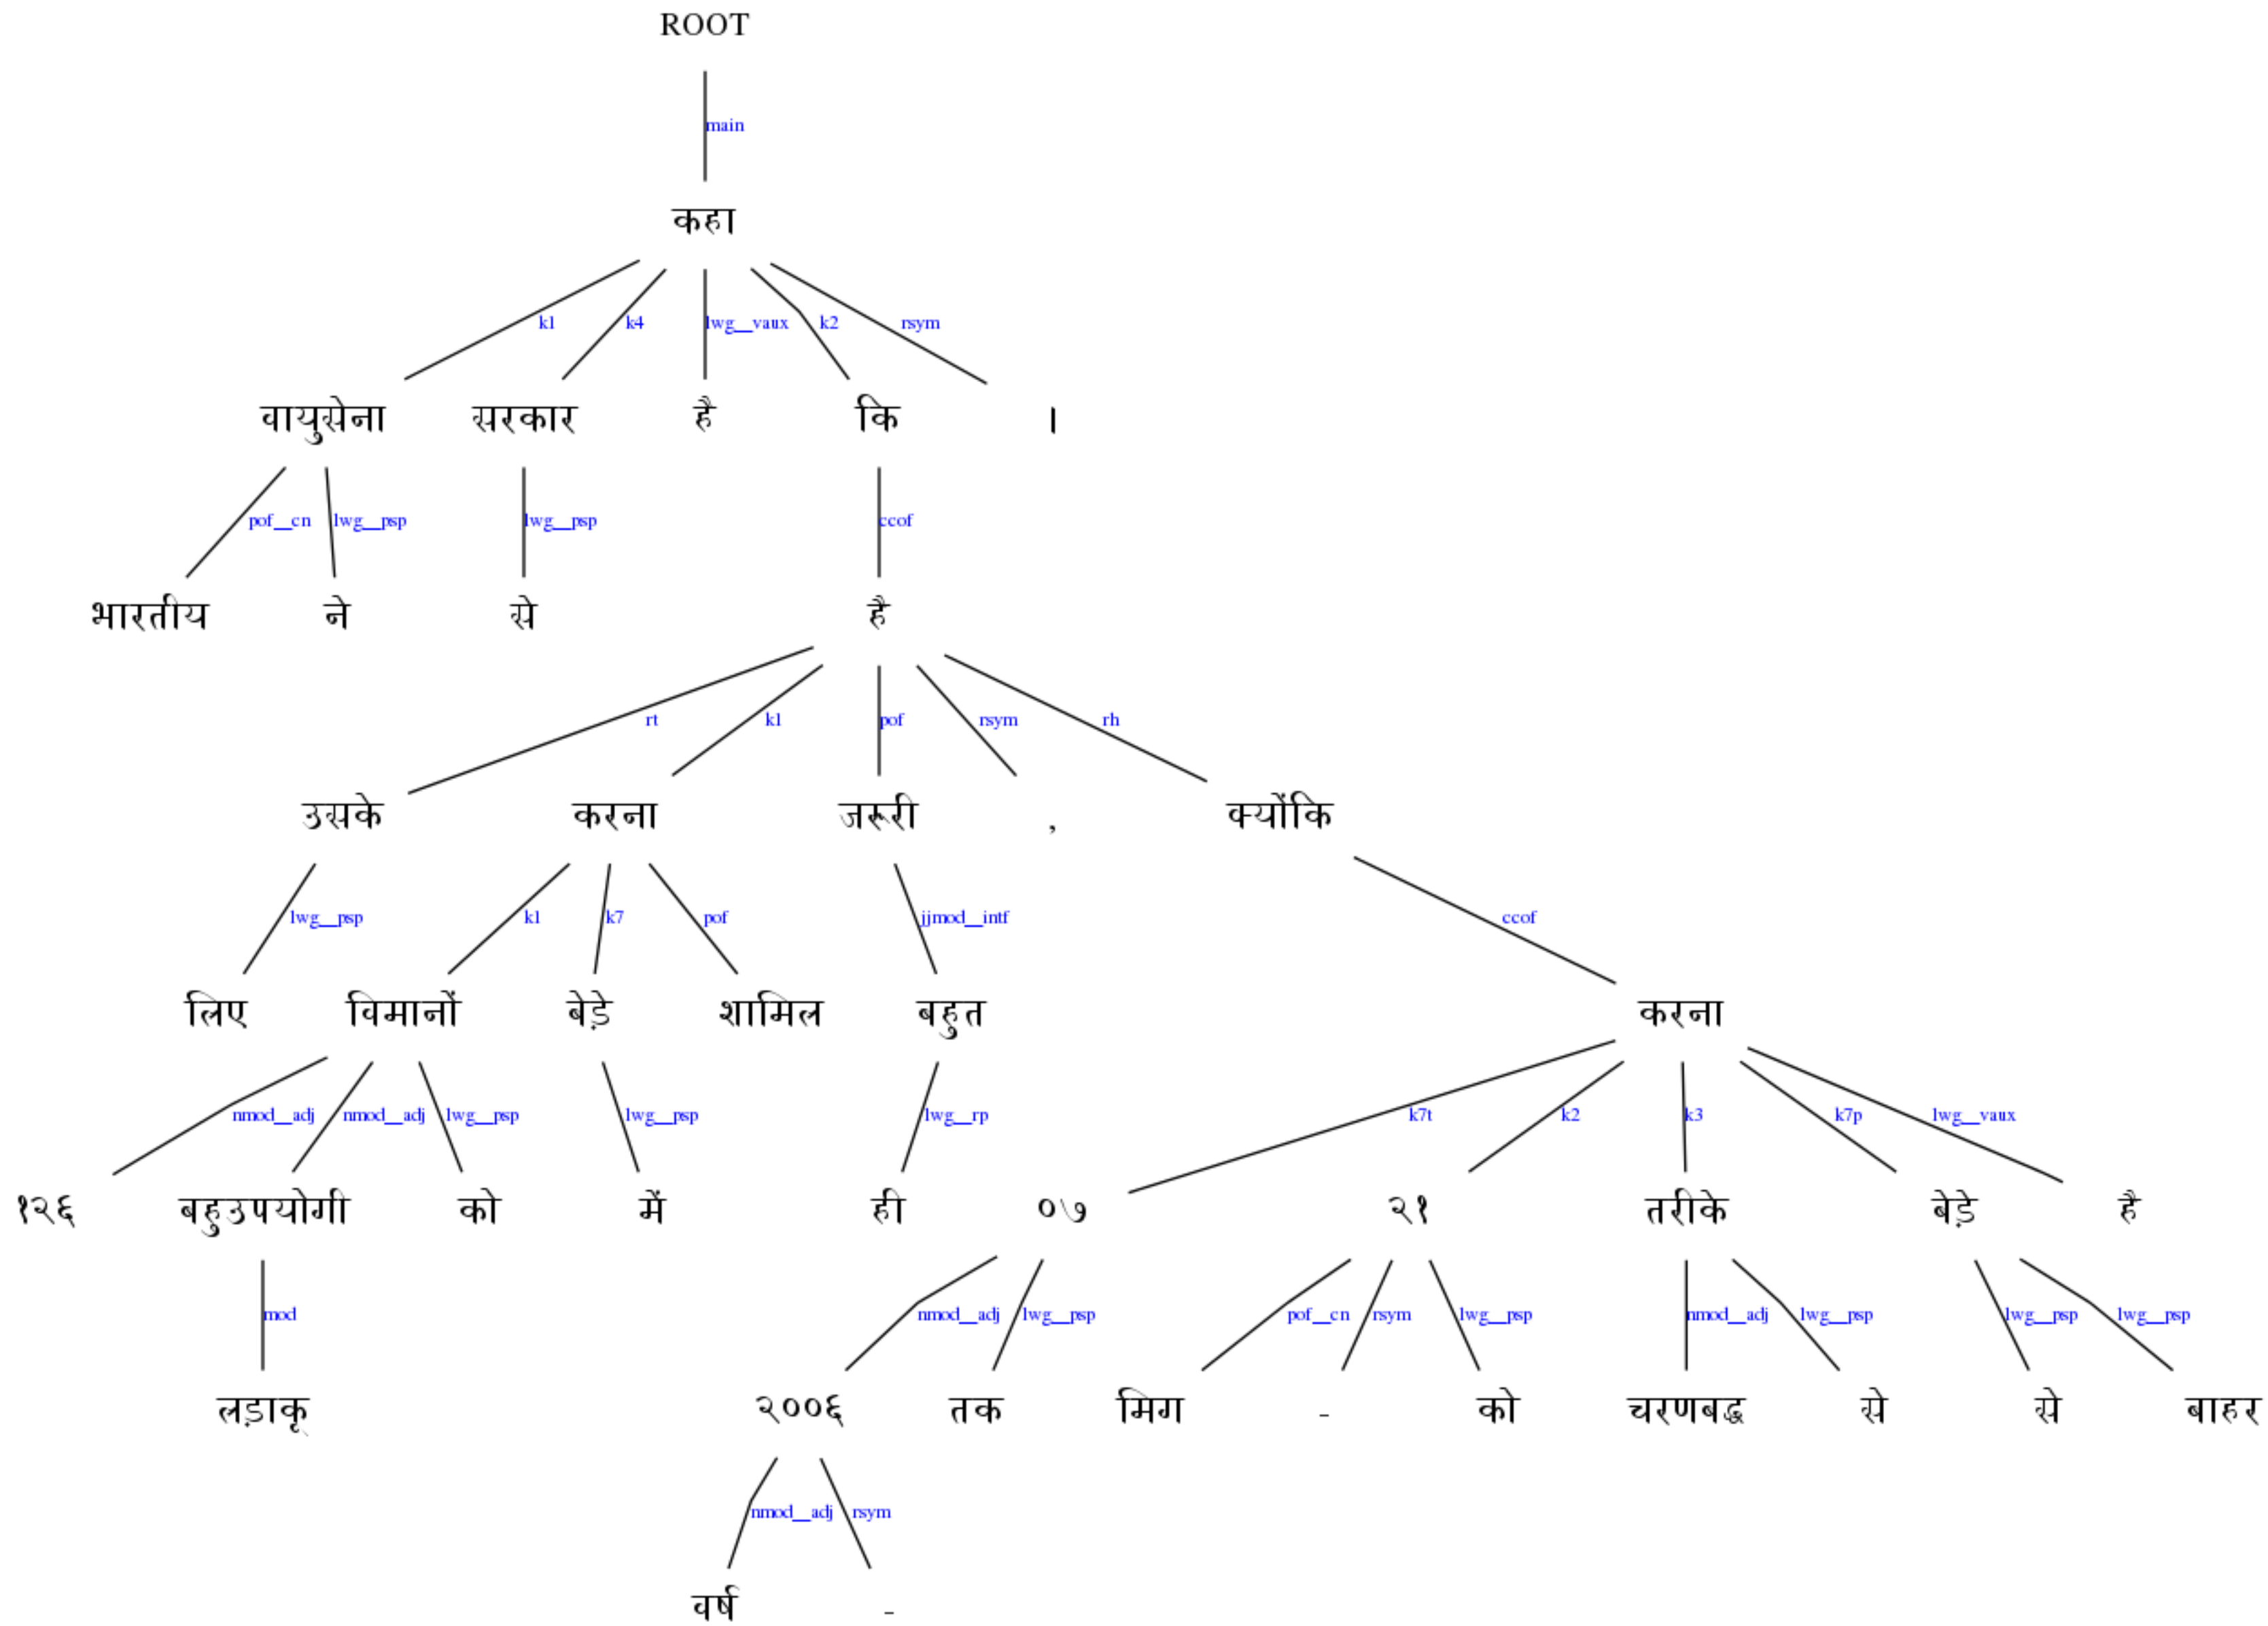 ROOT
main
कहा
k1 k4 lwg__vaux k2 rsym
वायुसेना सरकार है कि ।
pof__cn lwg__psp lwg__psp ccof
भारतीय ने से है
rt k1 pof rsym rh
उसके करना जरूरी , क्योंकि
lwg__psp k1 k7 pof jjmod__intf ccof
लिए विमानों बेड़े शामिल बहुत करना
nmod__adj nmod__adj lwg__psp lwg__psp lwg__rp k7t k2 k3 k7p lwg__vaux
१२६ बहुउपयोगी को में ही ०७ २१ तरीके बेड़े है
mod nmod__adj lwg__psp pof__cn rsym lwg__psp nmod__adj lwg__psp lwg__psp lwg__psp
लड़ाकू २००६ तक मिग - को चरणबद्ध से से बाहर
nmod__adj rsym
वर्ष -